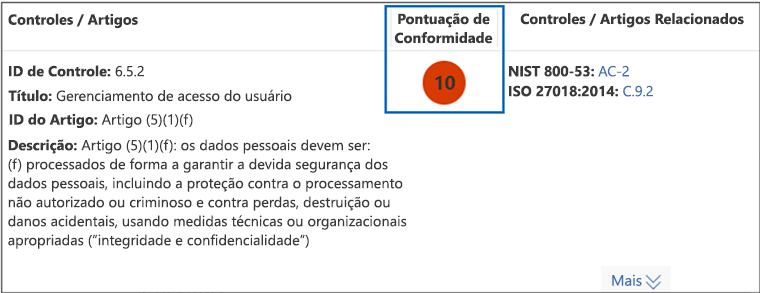 Controles / Artigos
Pontuação de
Conformidade
Controles / Artigos Relacionados
ID de Controle: 6.5.2
Título: Gerenciamento de acesso do usuário
ID do Artigo: Artigo (5)(1)(f)
Descrição: Artigo (5)(1)(f): os dados pessoais devem ser:
(f) processados de forma a garantir a devida segurança dos
dados pessoais, incluindo a proteção contra o processamento
não autorizado ou criminoso e contra perdas, destruição ou
danos acidentais, usando medidas técnicas ou organizacionais
apropriadas ("integridade e confidencialidade")
10
NIST 800-53: AC-2
ISO 27018:2014: C.9.2
Mais